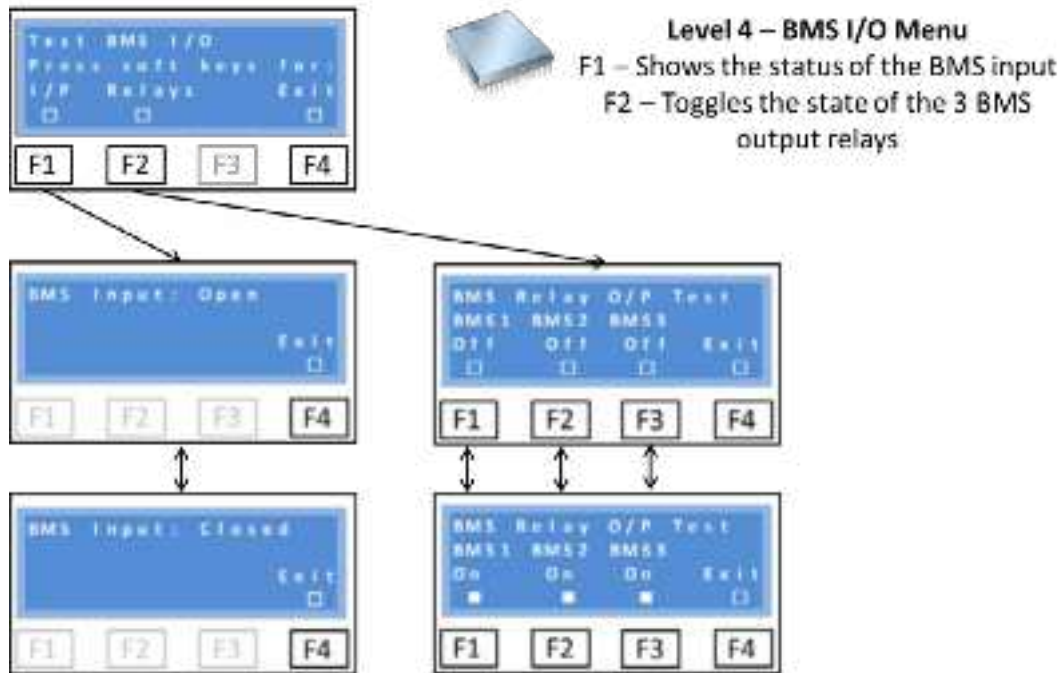 Test BMS I/O
Press soft keys for:
I/P Relays Exit
F1 F2 F3 F4
Level 4 – BMS I/O Menu
F1 – Shows the status of the BMS input
F2 – Toggles the state of the 3 BMS
output relays
BMS Input: Open
Exit
F1 F2 F3 F4
BMS Relay O/P Test
BMS1 BMS2 BMS3
Off Off Off Exit
F1 F2 F3 F4
BMS Input: Closed
Exit
F1 F2 F3 F4
BMS Relay O/P Test
BMS1 BMS2 BMS3
On On On Exit
F1 F2 F3 F4